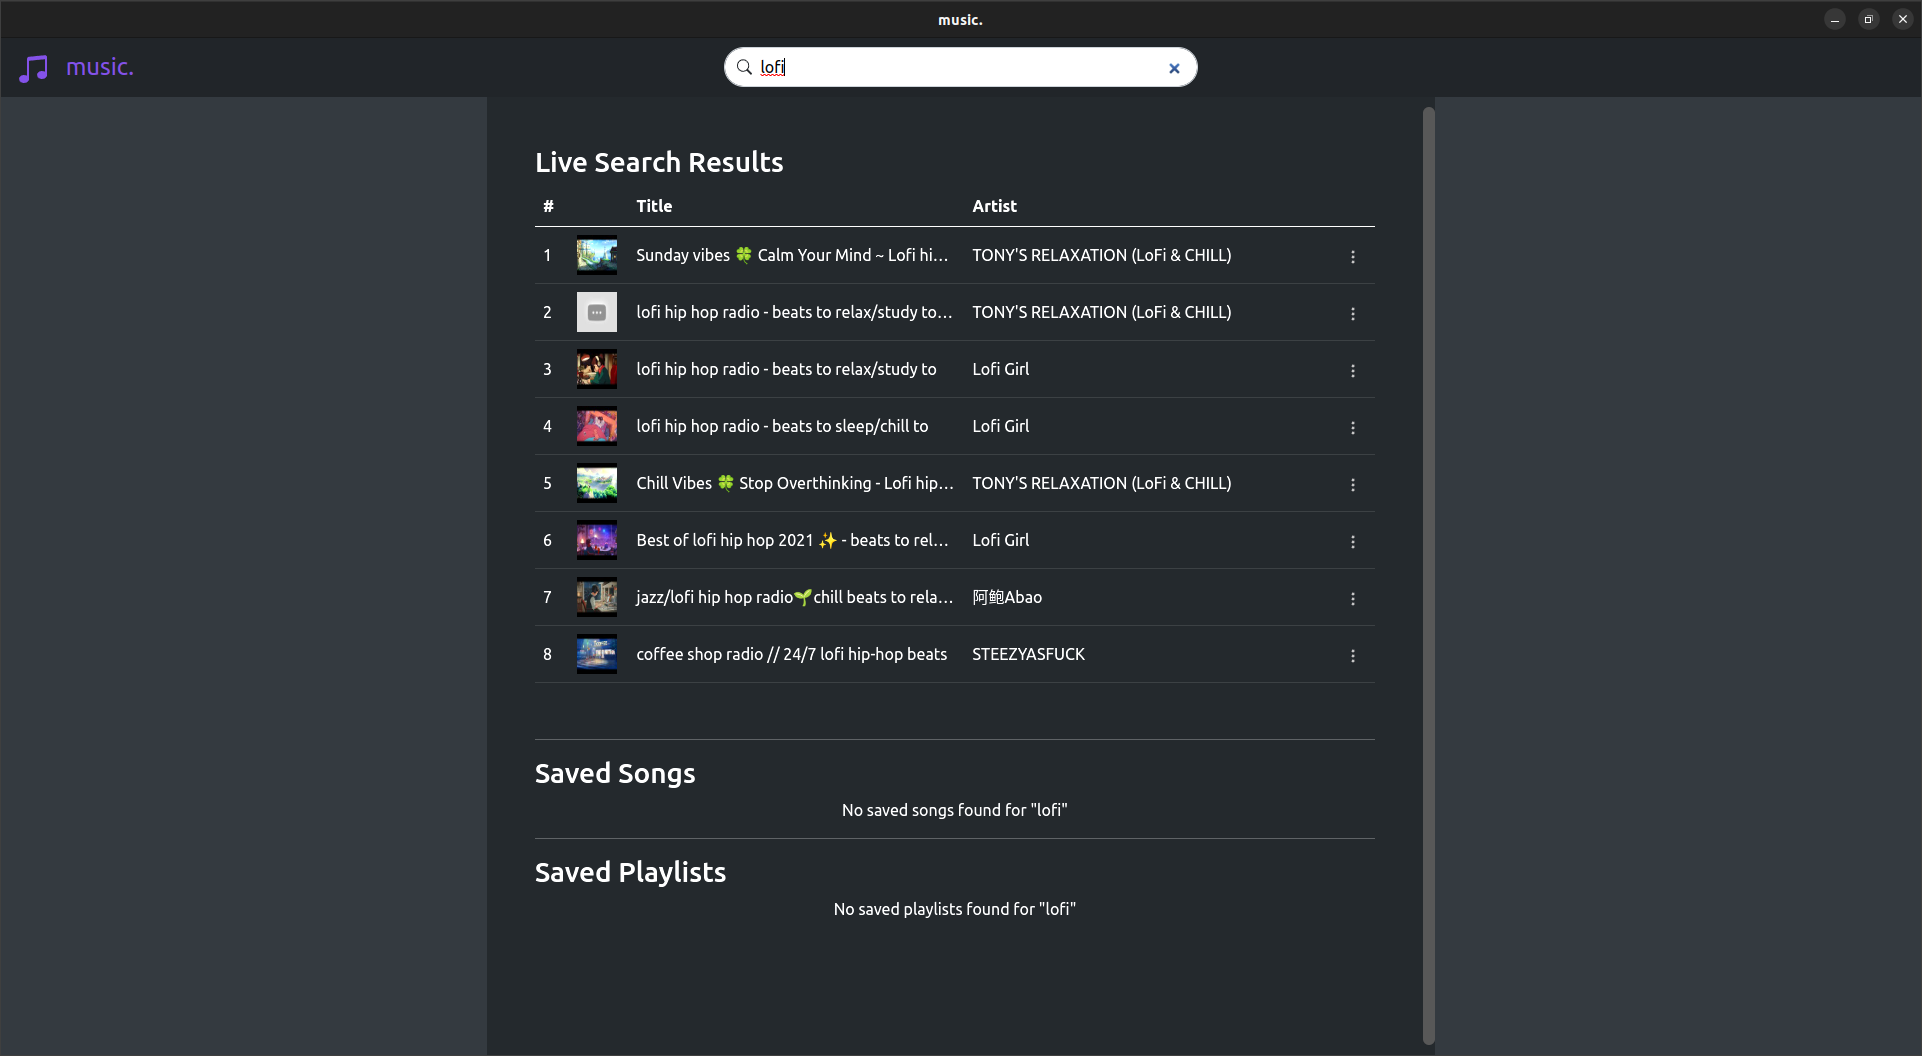 music.
music.
lofi
Live Search Results
# Title Artist
1 Sunday vibes 🍀 Calm Your Mind ~ Lofi hi... TONY'S RELAXATION (LoFi & CHILL)
2 lofi hip hop radio - beats to relax/study to... TONY'S RELAXATION (LoFi & CHILL)
3 lofi hip hop radio - beats to relax/study to Lofi Girl
4 lofi hip hop radio - beats to sleep/chill to Lofi Girl
5 Chill Vibes 🍀 Stop Overthinking - Lofi hip... TONY'S RELAXATION (LoFi & CHILL)
6 Best of lofi hip hop 2021 ✨ - beats to rel... Lofi Girl
7 jazz/lofi hip hop radio🌱chill beats to rela... 阿鲍Abao
8 coffee shop radio // 24/7 lofi hip-hop beats STEEZYASFUCK
Saved Songs
No saved songs found for "lofi"
Saved Playlists
No saved playlists found for "lofi"